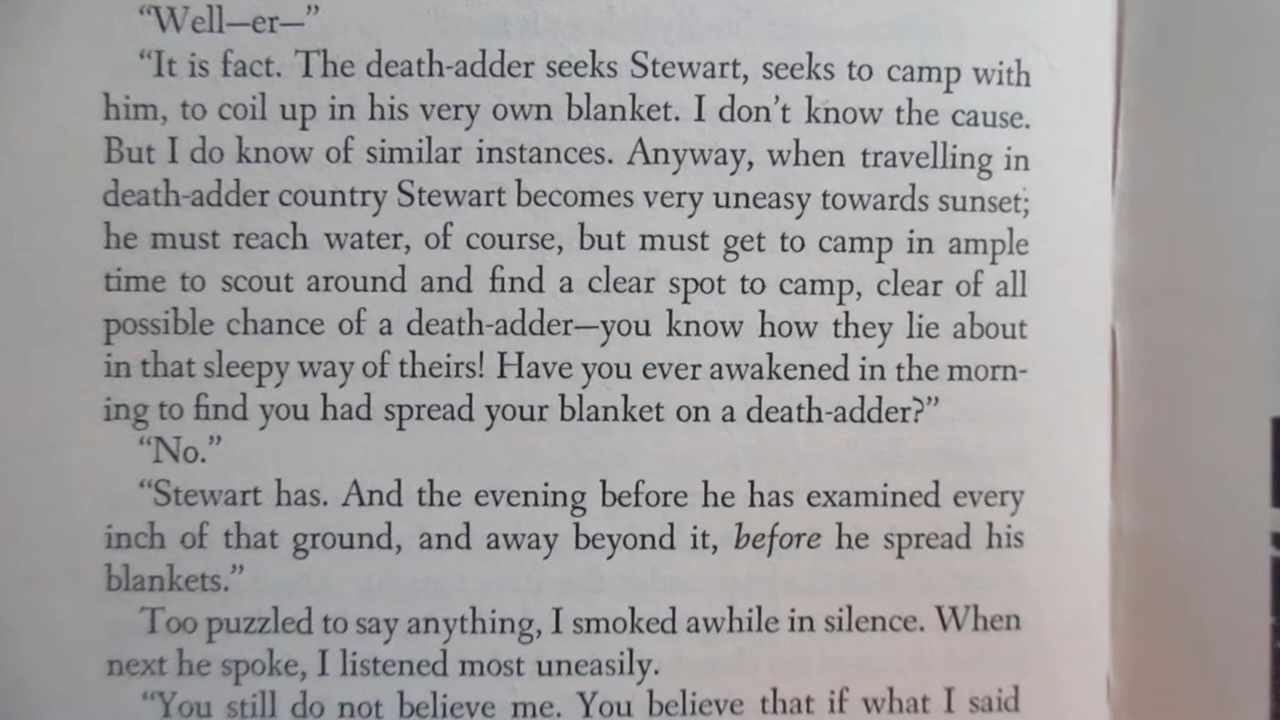 “Well—er—”
“It is fact. The death-adder seeks Stewart, seeks to camp with
him, to coil up in his very own blanket. I don’t know the cause.
But I do know of similar instances. Anyway, when travelling in
death-adder country Stewart becomes very uneasy towards sunset;
he must reach water, of course, but must get to camp in ample
time to scout around and find a clear spot to camp, clear of all
possible chance of a death-adder—you know how they lie about
in that sleepy way of theirs! Have you ever awakened in the morn-
ing to find you had spread your blanket on a death-adder?”
“No.”
“Stewart has. And the evening before he has examined every
inch of that ground, and away beyond it, before he spread his
blankets.”
Too puzzled to say anything, I smoked awhile in silence. When
next he spoke, I listened most uneasily.
“You still do not believe me. You believe that if what I said